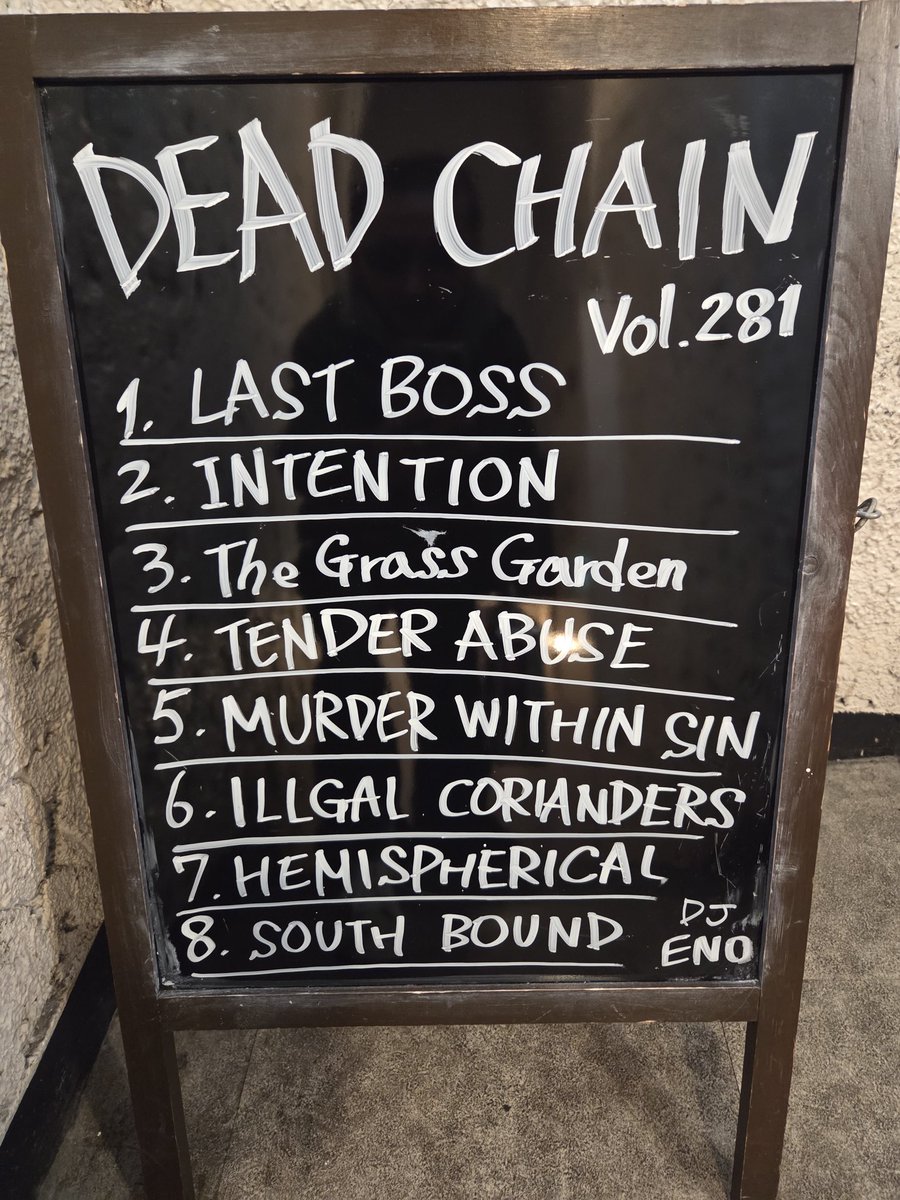 DEAD CHAIN
Vol.281
1. LAST BOSS
2. INTENTION
3. The Grass Garden
4. TENDER ABUSE
5. MURDER WITHIN SIN
6. ILLGAL CORIANDERS
7. HEMISPHERICAL
8. SOUTH BOUND
DJ
ENO